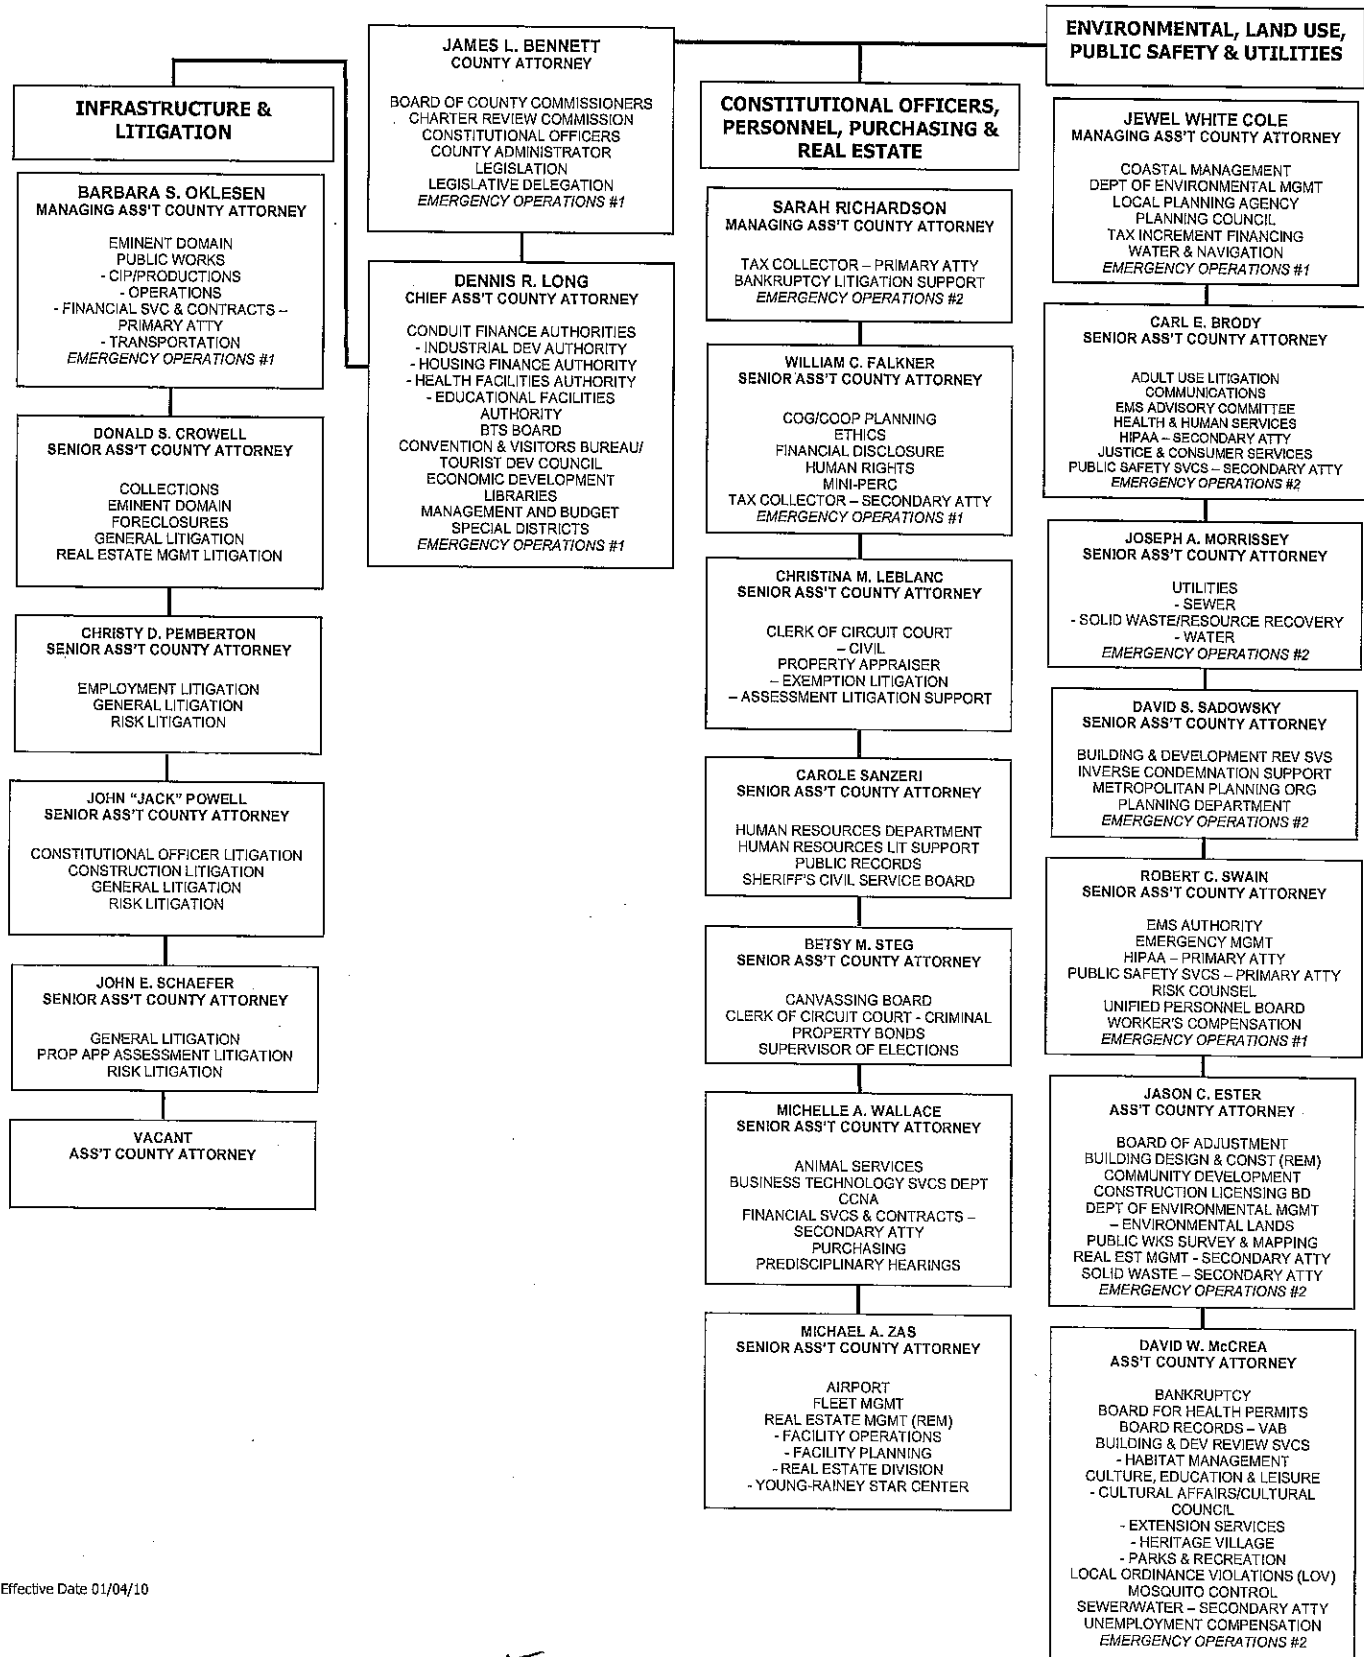 JAMES L. BENNETT
COUNTY ATTORNEY
BOARD OF COUNTY COMMISSIONERS
CHARTER REVIEW COMMISSION
CONSTITUTIONAL OFFICERS
COUNTY ADMINISTRATOR
LEGISLATION
LEGISLATIVE DELEGATION
EMERGENCY OPERATIONS #1
DENNIS R. LONG
CHIEF ASS'T COUNTY ATTORNEY
CONDUIT FINANCE AUTHORITIES
- INDUSTRIAL DEV AUTHORITY
- HOUSING FINANCE AUTHORITY
- HEALTH FACILITIES AUTHORITY
- EDUCATIONAL FACILITIES
AUTHORITY
BTS BOARD
CONVENTION & VISITORS BUREAU/
TOURIST DEV COUNCIL
ECONOMIC DEVELOPMENT
LIBRARIES
MANAGEMENT AND BUDGET
SPECIAL DISTRICTS
EMERGENCY OPERATIONS #1
INFRASTRUCTURE &
LITIGATION
BARBARA S. OKLESEN
MANAGING ASS'T COUNTY ATTORNEY
EMINENT DOMAIN
PUBLIC WORKS
- CIP/PRODUCTIONS
- OPERATIONS
- FINANCIAL SVC & CONTRACTS –
PRIMARY ATTY
- TRANSPORTATION
EMERGENCY OPERATIONS #1
DONALD S. CROWELL
SENIOR ASS'T COUNTY ATTORNEY
COLLECTIONS
EMINENT DOMAIN
FORECLOSURES
GENERAL LITIGATION
REAL ESTATE MGMT LITIGATION
CHRISTY D. PEMBERTON
SENIOR ASS'T COUNTY ATTORNEY
EMPLOYMENT LITIGATION
GENERAL LITIGATION
RISK LITIGATION
JOHN "JACK" POWELL
SENIOR ASS'T COUNTY ATTORNEY
CONSTITUTIONAL OFFICER LITIGATION
CONSTRUCTION LITIGATION
GENERAL LITIGATION
RISK LITIGATION
JOHN E. SCHAEFER
SENIOR ASS'T COUNTY ATTORNEY
GENERAL LITIGATION
PROP APP ASSESSMENT LITIGATION
RISK LITIGATION
VACANT
ASS'T COUNTY ATTORNEY
CONSTITUTIONAL OFFICERS,
PERSONNEL, PURCHASING &
REAL ESTATE
SARAH RICHARDSON
MANAGING ASS'T COUNTY ATTORNEY
TAX COLLECTOR – PRIMARY ATTY
BANKRUPTCY LITIGATION SUPPORT
EMERGENCY OPERATIONS #2
WILLIAM C. FALKNER
SENIOR ASS'T COUNTY ATTORNEY
COG/COOP PLANNING
ETHICS
FINANCIAL DISCLOSURE
HUMAN RIGHTS
MINI-PERC
TAX COLLECTOR – SECONDARY ATTY
EMERGENCY OPERATIONS #1
CHRISTINA M. LEBLANC
SENIOR ASS'T COUNTY ATTORNEY
CLERK OF CIRCUIT COURT
– CIVIL
PROPERTY APPRAISER
– EXEMPTION LITIGATION
– ASSESSMENT LITIGATION SUPPORT
CAROLE SANZERI
SENIOR ASS'T COUNTY ATTORNEY
HUMAN RESOURCES DEPARTMENT
HUMAN RESOURCES LIT SUPPORT
PUBLIC RECORDS
SHERIFF'S CIVIL SERVICE BOARD
BETSY M. STEG
SENIOR ASS'T COUNTY ATTORNEY
CANVASSING BOARD
CLERK OF CIRCUIT COURT - CRIMINAL
PROPERTY BONDS
SUPERVISOR OF ELECTIONS
MICHELLE A. WALLACE
SENIOR ASS'T COUNTY ATTORNEY
ANIMAL SERVICES
BUSINESS TECHNOLOGY SVCS DEPT
CCNA
FINANCIAL SVCS & CONTRACTS –
SECONDARY ATTY
PURCHASING
PREDISCIPLINARY HEARINGS
MICHAEL A. ZAS
SENIOR ASS'T COUNTY ATTORNEY
AIRPORT
FLEET MGMT
REAL ESTATE MGMT (REM)
- FACILITY OPERATIONS
- FACILITY PLANNING
- REAL ESTATE DIVISION
- YOUNG-RAINEY STAR CENTER
ENVIRONMENTAL, LAND USE,
PUBLIC SAFETY & UTILITIES
JEWEL WHITE COLE
MANAGING ASS'T COUNTY ATTORNEY
COASTAL MANAGEMENT
DEPT OF ENVIRONMENTAL MGMT
LOCAL PLANNING AGENCY
PLANNING COUNCIL
TAX INCREMENT FINANCING
WATER & NAVIGATION
EMERGENCY OPERATIONS #1
CARL E. BRODY
SENIOR ASS'T COUNTY ATTORNEY
ADULT USE LITIGATION
COMMUNICATIONS
EMS ADVISORY COMMITTEE
HEALTH & HUMAN SERVICES
HIPAA – SECONDARY ATTY
JUSTICE & CONSUMER SERVICES
PUBLIC SAFETY SVCS – SECONDARY ATTY
EMERGENCY OPERATIONS #2
JOSEPH A. MORRISSEY
SENIOR ASS'T COUNTY ATTORNEY
UTILITIES
- SEWER
- SOLID WASTE/RESOURCE RECOVERY
- WATER
EMERGENCY OPERATIONS #2
DAVID S. SADOWSKY
SENIOR ASS'T COUNTY ATTORNEY
BUILDING & DEVELOPMENT REV SVS
INVERSE CONDEMNATION SUPPORT
METROPOLITAN PLANNING ORG
PLANNING DEPARTMENT
EMERGENCY OPERATIONS #2
ROBERT C. SWAIN
SENIOR ASS'T COUNTY ATTORNEY
EMS AUTHORITY
EMERGENCY MGMT
HIPAA – PRIMARY ATTY
PUBLIC SAFETY SVCS – PRIMARY ATTY
RISK COUNSEL
UNIFIED PERSONNEL BOARD
WORKER'S COMPENSATION
EMERGENCY OPERATIONS #1
JASON C. ESTER
ASS'T COUNTY ATTORNEY
BOARD OF ADJUSTMENT
BUILDING DESIGN & CONST (REM)
COMMUNITY DEVELOPMENT
CONSTRUCTION LICENSING BD
DEPT OF ENVIRONMENTAL MGMT
– ENVIRONMENTAL LANDS
PUBLIC WKS SURVEY & MAPPING
REAL EST MGMT - SECONDARY ATTY
SOLID WASTE – SECONDARY ATTY
EMERGENCY OPERATIONS #2
DAVID W. McCREA
ASS'T COUNTY ATTORNEY
BANKRUPTCY
BOARD FOR HEALTH PERMITS
BOARD RECORDS – VAB
BUILDING & DEV REVIEW SVCS
- HABITAT MANAGEMENT
CULTURE, EDUCATION & LEISURE
- CULTURAL AFFAIRS/CULTURAL
COUNCIL
- EXTENSION SERVICES
- HERITAGE VILLAGE
- PARKS & RECREATION
LOCAL ORDINANCE VIOLATIONS (LOV)
MOSQUITO CONTROL
SEWER/WATER – SECONDARY ATTY
UNEMPLOYMENT COMPENSATION
EMERGENCY OPERATIONS #2
Effective Date 01/04/10